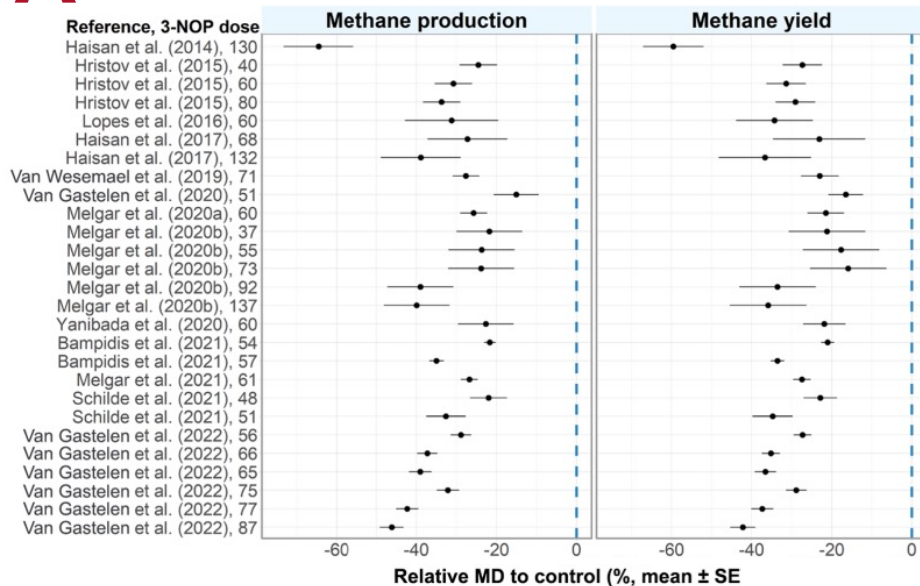 Methane production
Methane yield
Reference, 3-NOP dose
Haisan et al. (2014), 130
Hristov et al. (2015), 40
Hristov et al. (2015), 60
Hristov et al. (2015), 80
Lopes et al. (2016), 60
Haisan et al. (2017), 68
Haisan et al. (2017), 132
Van Wesemael et al. (2019), 71
Van Gastelen et al. (2020), 51
Melgar et al. (2020a), 60
Melgar et al. (2020b), 37
Melgar et al. (2020b), 55
Melgar et al. (2020b), 73
Melgar et al. (2020b), 92
Melgar et al. (2020b), 137
Yanibada et al. (2020), 60
Bampidis et al. (2021), 54
Bampidis et al. (2021), 57
Melgar et al. (2021), 61
Schilde et al. (2021), 48
Schilde et al. (2021), 51
Van Gastelen et al. (2022), 56
Van Gastelen et al. (2022), 66
Van Gastelen et al. (2022), 65
Van Gastelen et al. (2022), 75
Van Gastelen et al. (2022), 77
Van Gastelen et al. (2022), 87
-60 -40 -20 0 -60 -40 -20 0
Relative MD to control (%, mean ± SE